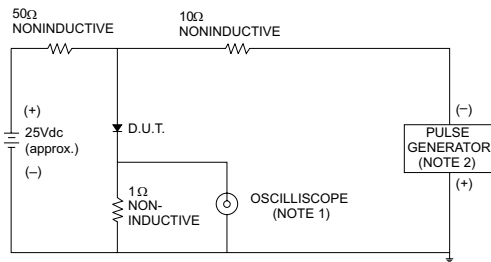 50Ω
NONINDUCTIVE
10Ω
NONINDUCTIVE
(+)
25Vdc
(approx.)
(–)
D.U.T.
1Ω
NON-
INDUCTIVE
OSCILLISCOPE
(NOTE 1)
(–)
PULSE
GENERATOR
(NOTE 2)
(+)